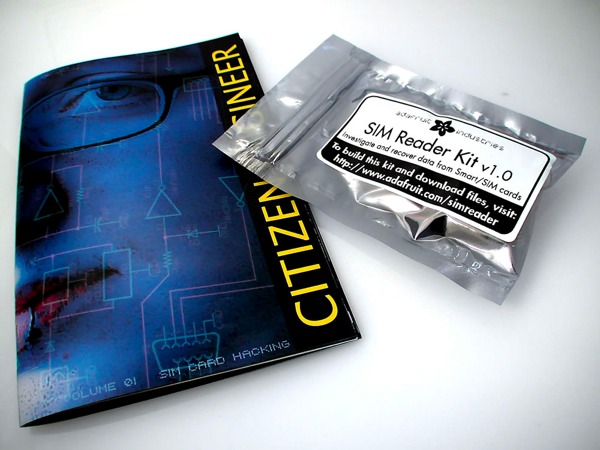 CITIZEN GINEER
VOLUME 01 SIM CARD HACKING
adafruit industries
SIM Reader Kit v1.0
Investigate and recover data from Smart/SIM cards
To build this kit and download files, visit:
http://www.adafruit.com/simreader